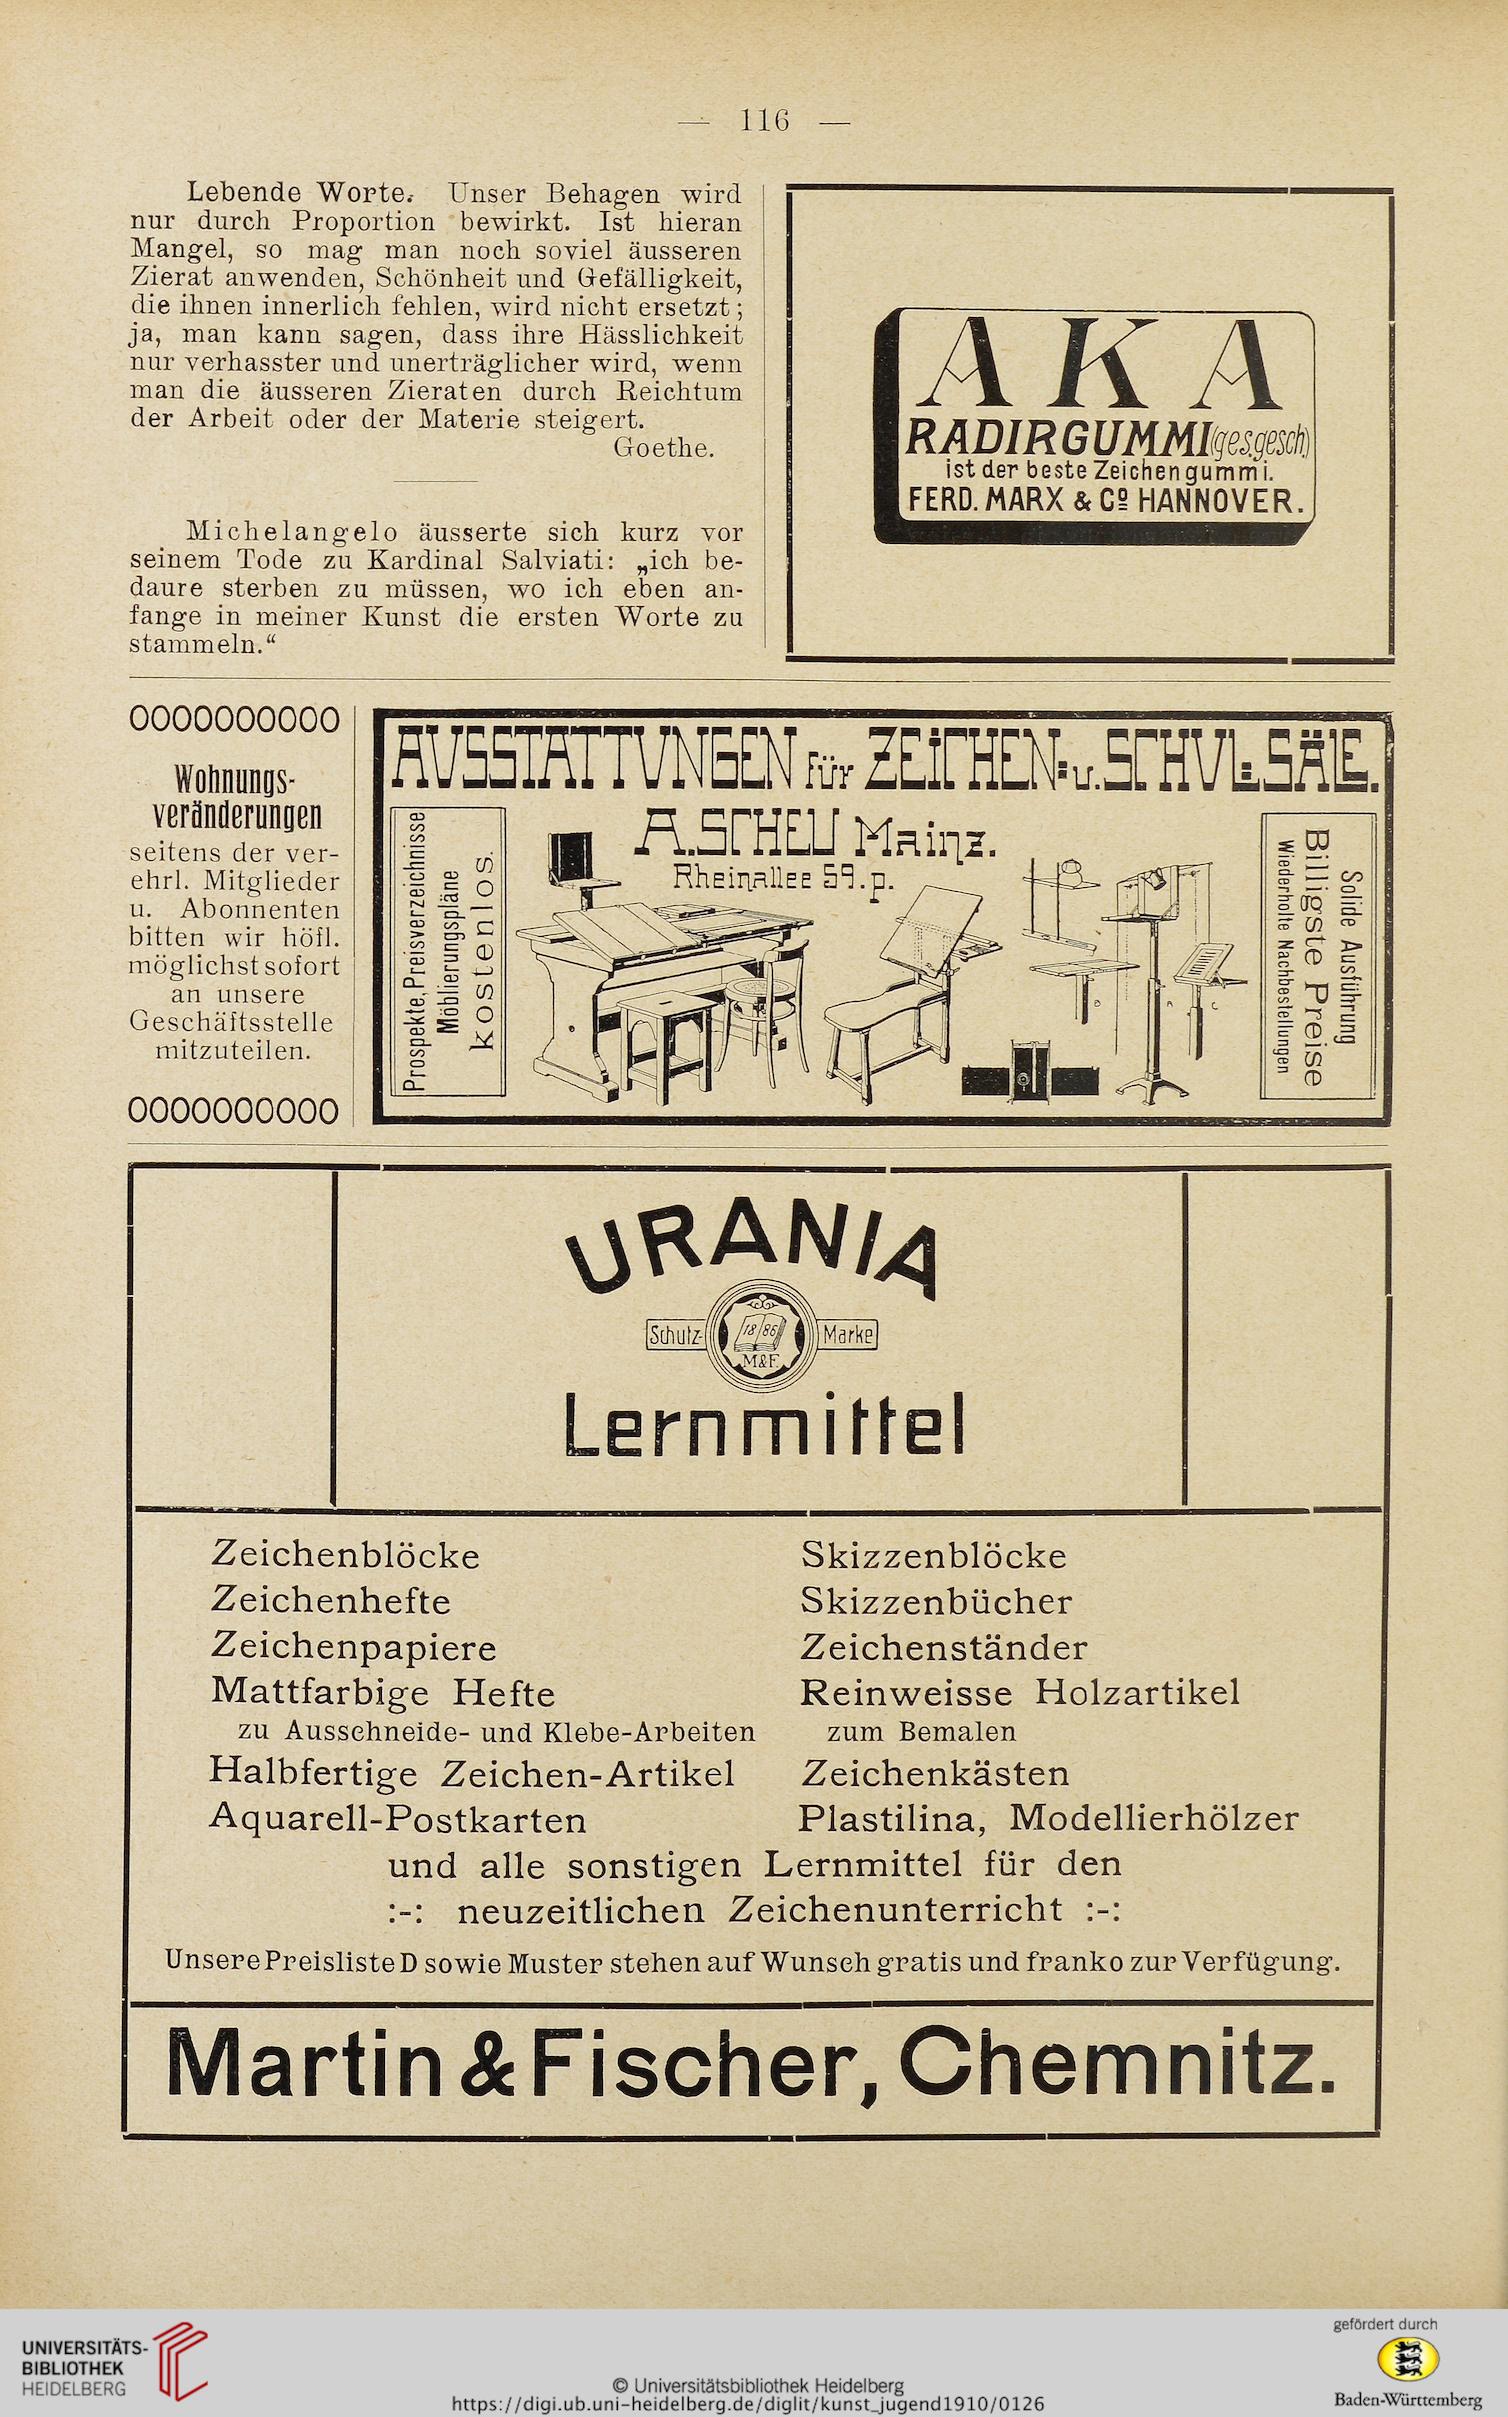 — 116 —
Lebende Worte. Unser Behagen wird
nur durch Proportion bewirkt. Ist hieran
Mangel, so mag man noch soviel äusseren
Zierat anwenden, Schönheit und Gefälligkeit,
die ihnen innerlich fehlen, wird nicht ersetzt;
ja, man kann sagen, dass ihre Hässlichkeit
nur verhasster und unerträglicher wird, wenn
man die äusseren Zieraten durch Reichtum
der Arbeit oder der Materie steigert.
Goethe.
Michelangelo äusserte sich kurz vor
seinem Tode zu Kardinal Salviati: „ich be-
daure sterben zu müssen, wo ich eben an-
fange in meiner Kunst die ersten Worte zu
stammeln.“
AKA
RADIRGUMMI (ges.gesch)
ist der beste Zeichengummi.
FERD. MARX & Co HANNOVER.
OOOOOOOOOO
Wohnungs-
veränderungen
seitens der ver-
ehrl. Mitglieder
u. Abonnenten
bitten wir höfl.
möglichst sofort
an unsere
Geschäftsstelle
mitzuteilen.
OOOOOOOOOO
AUSSTATTVNGEN für ZEICHEN- u. SCHVL-SÄLE.
A. SCHEU Mainz.
Rheinallee 59.p.
Prospekte, Preisverzeichnisse
Möblierungspläne
kostenlos.
Solide Ausführung
Billigste Preise
Wiederholte Nachbestellungen
URANIA
Schutz- Marke
18 86
M&F.
Lernmittel
Zeichenblöcke
Zeichenhefte
Zeichenpapiere
Mattfarbige Hefte
zu Ausschneide- und Klebe-Arbeiten
Halbfertige Zeichen-Artikel
Aquarell-Postkarten
Skizzenblöcke
Skizzenbücher
Zeichenständer
Reinweisse Holzartikel
zum Bemalen
Zeichenkästen
Plastilina, Modellierhölzer
und alle sonstigen Lernmittel für den
:-: neuzeitlichen Zeichenunterricht :-:
Unsere Preisliste D sowie Muster stehen auf Wunsch gratis und franko zur Verfügung.
Martin & Fischer, Chemnitz.
UNIVERSITÄTS-
BIBLIOTHEK
HEIDELBERG
© Universitätsbibliothek Heidelberg
https://digi.ub.uni-heidelberg.de/diglit/kunst_jugend1910/0126
gefördert durch
Baden-Württemberg